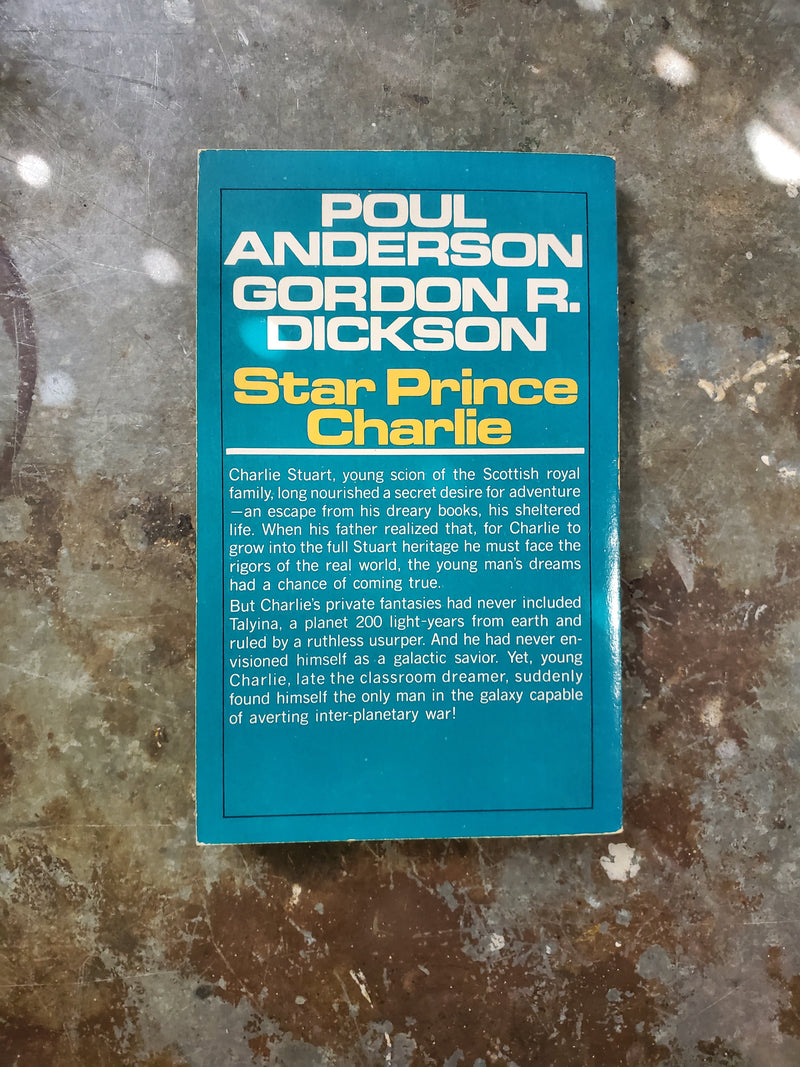 POUL
ANDERSON
GORDON R.
DICKSON
Star Prince
Charlie
Charlie Stuart, young scion of the Scottish royal
family, long nourished a secret desire for adventure
—an escape from his dreary books, his sheltered
life. When his father realized that, for Charlie to
grow into the full Stuart heritage he must face the
rigors of the real world, the young man's dreams
had a chance of coming true.
But Charlie's private fantasies had never included
Talyina, a planet 200 light-years from earth and
ruled by a ruthless usurper. And he had never en-
visioned himself as a galactic savior. Yet, young
Charlie, late the classroom dreamer, suddenly
found himself the only man in the galaxy capable
of averting inter-planetary war!